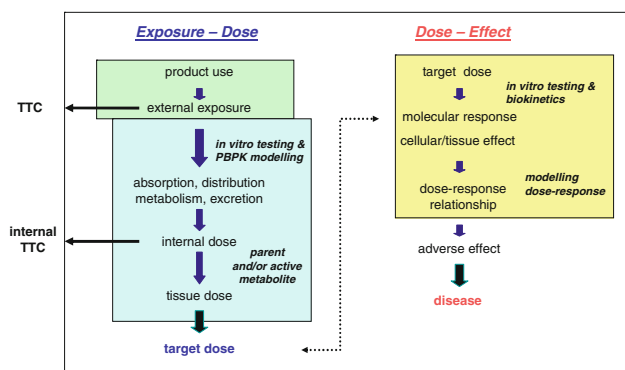 Exposure – Dose
product use
TTC
external exposure
in vitro testing &
PBPK modelling
absorption, distribution
metabolism, excretion
internal
TTC
internal dose
parent
and/or active
metabolite
tissue dose
target dose
Dose – Effect
target dose
in vitro testing &
biokinetics
molecular response
cellular/tissue effect
modelling
dose-response
dose-response
relationship
adverse effect
disease